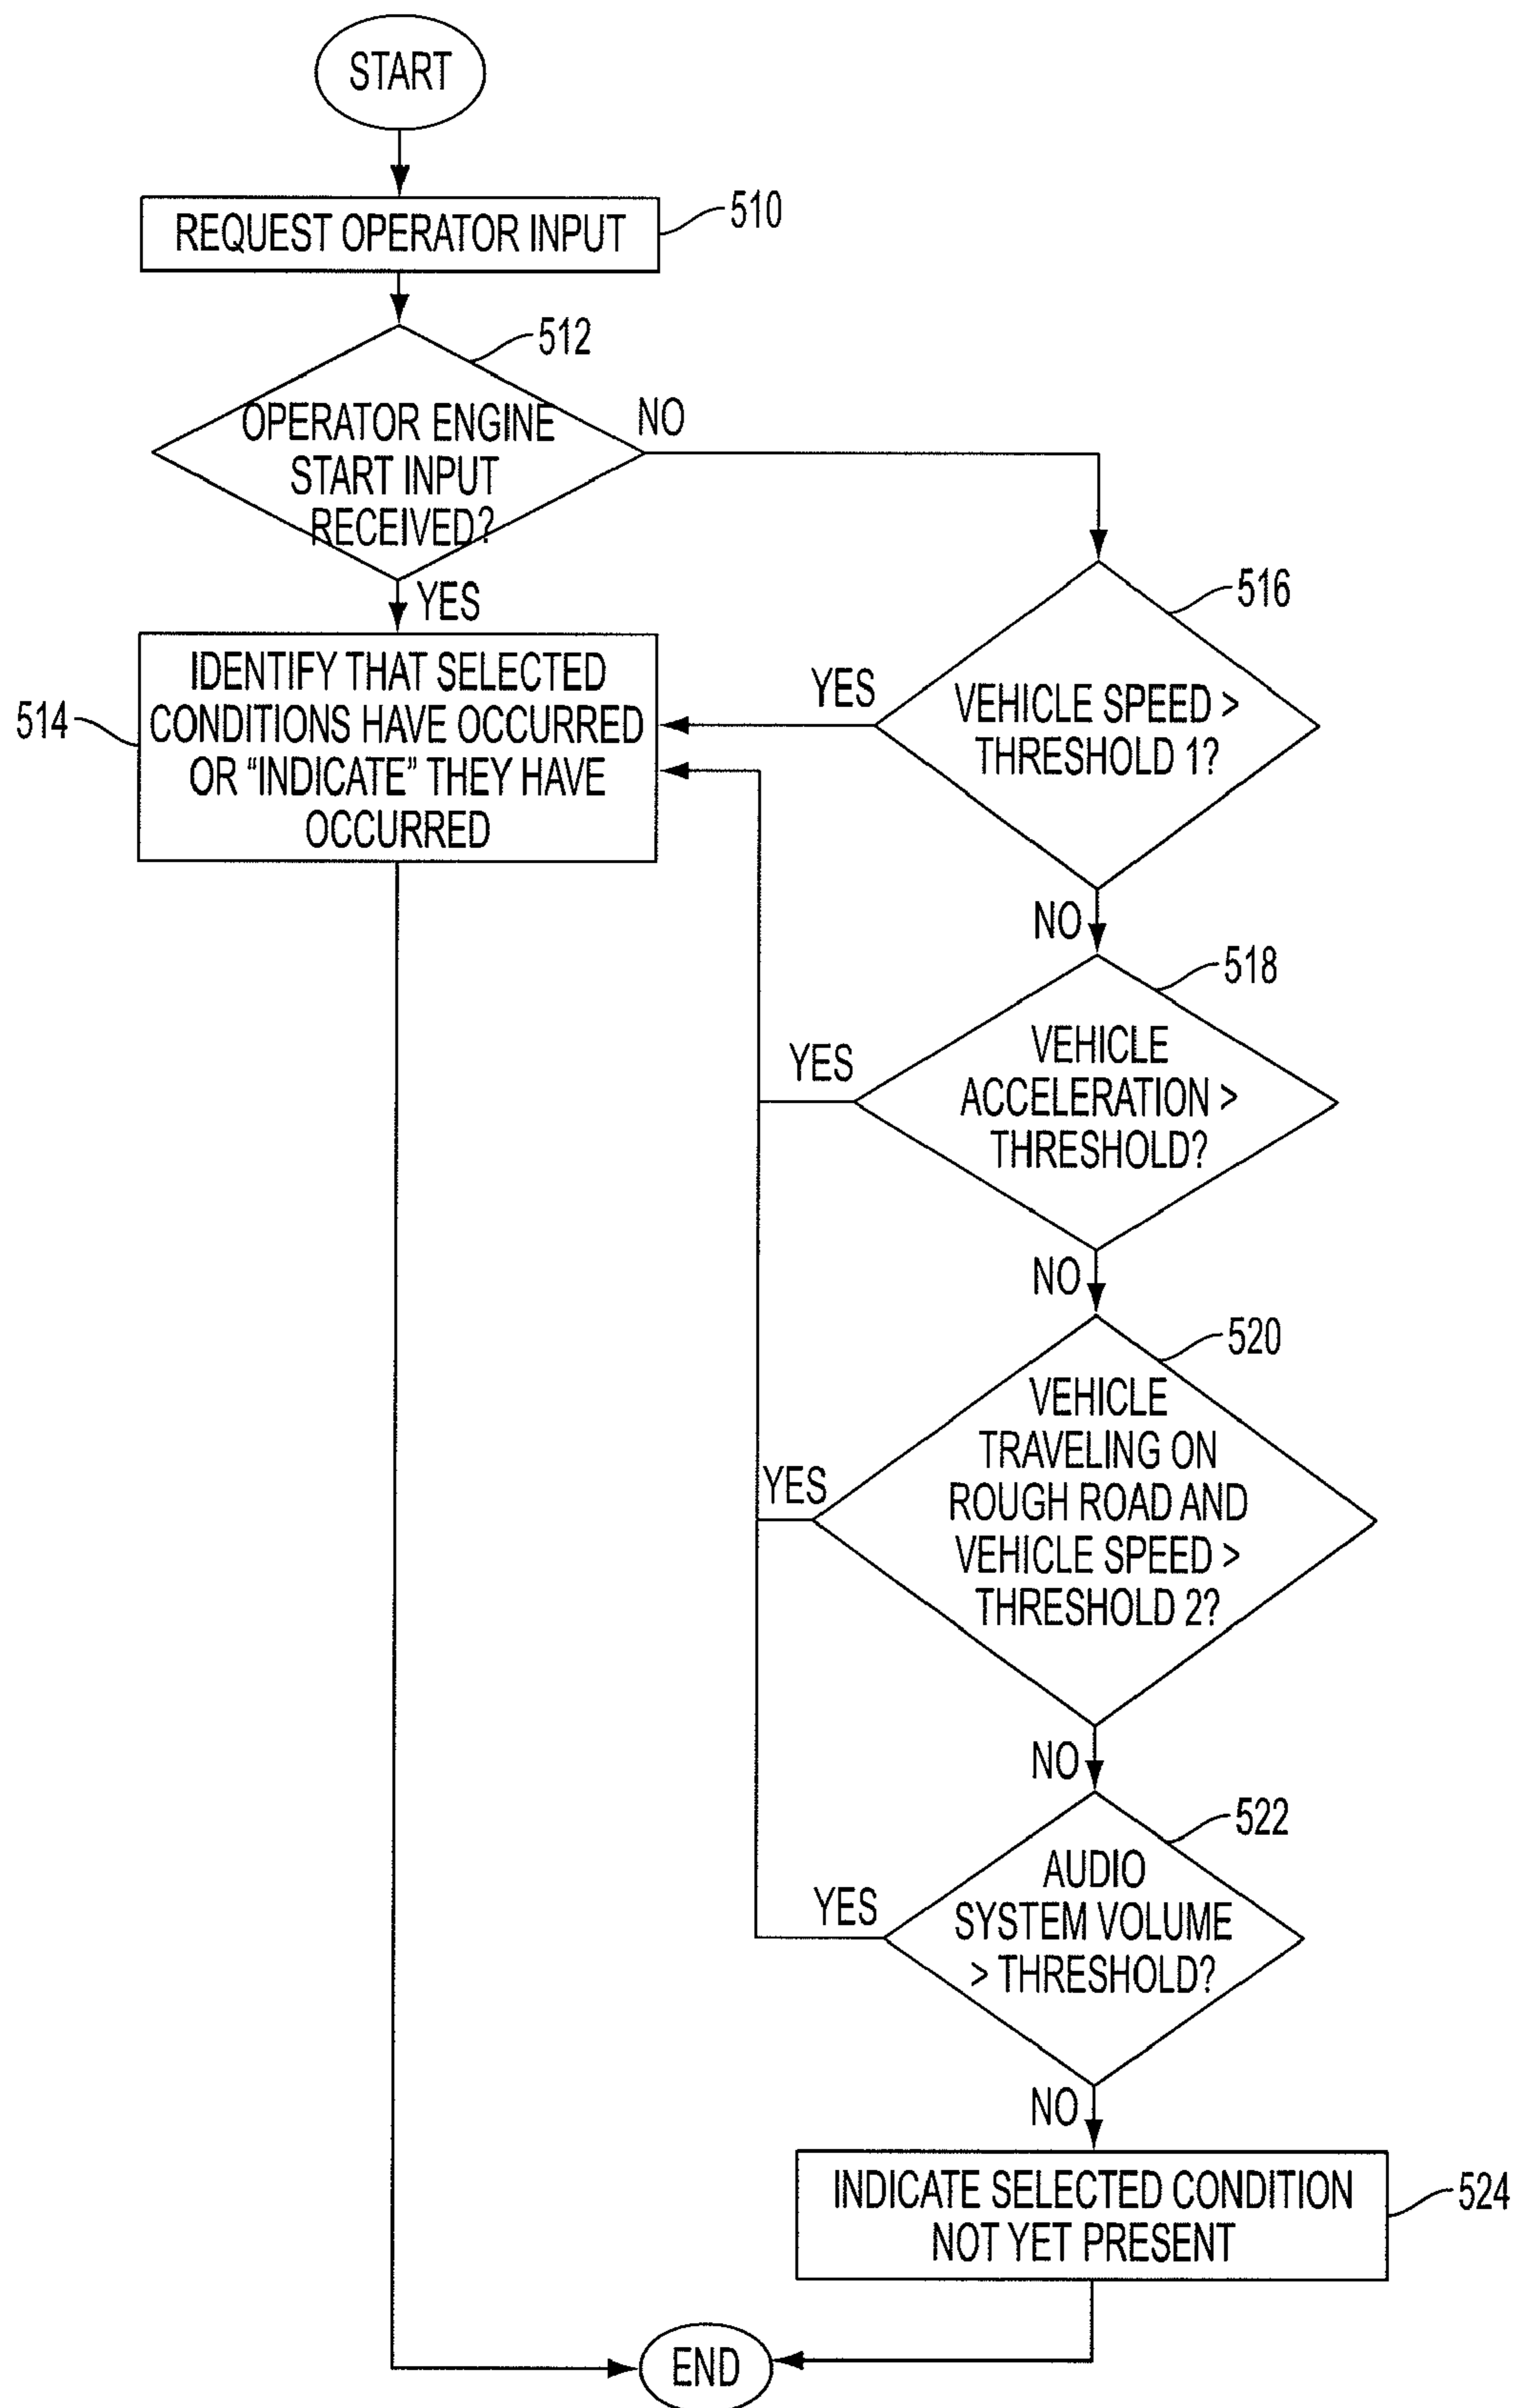 START
REQUEST OPERATOR INPUT
510
512
OPERATOR ENGINE
START INPUT
RECEIVED?
NO
YES
514
IDENTIFY THAT SELECTED
CONDITIONS HAVE OCCURRED
OR “INDICATE” THEY HAVE
OCCURRED
516
YES
VEHICLE SPEED >
THRESHOLD 1?
NO
518
YES
VEHICLE
ACCELERATION >
THRESHOLD?
NO
520
YES
VEHICLE
TRAVELING ON
ROUGH ROAD AND
VEHICLE SPEED >
THRESHOLD 2?
NO
522
YES
AUDIO
SYSTEM VOLUME
> THRESHOLD?
NO
INDICATE SELECTED CONDITION
NOT YET PRESENT
524
END